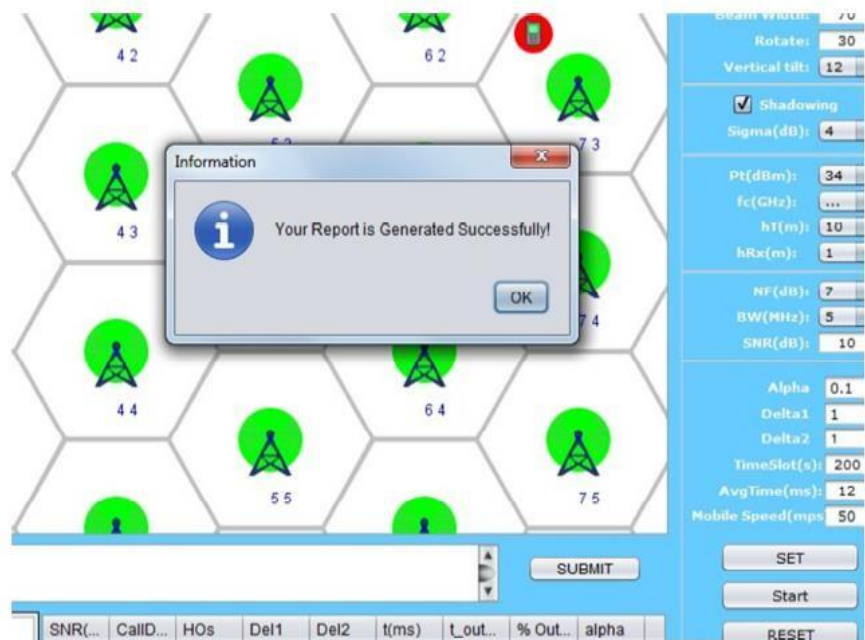 Beam Width: 70
4 2
6 2
Rotate: 30
Vertical tilt: 12
Shadowing
7 3
Sigma(dB): 4
Information
Pt(dBm): 34
fc(GHz): ...
4 3
Your Report is Generated Successfully!
hT(m): 10
hRx(m): 1
OK
NF(dB): 7
7 4
BW(MHz): 5
SNR(dB): 10
Alpha 0.1
4 4
6 4
Delta1 1
Delta2 1
TimeSlot(s): 200
5 5
7 5
AvgTime(ms): 12
Mobile Speed(mps 50
SET
SUBMIT
Start
SNR(... CallD... HOs Del1 Del2 t(ms) t_out... % Out... alpha
RESET